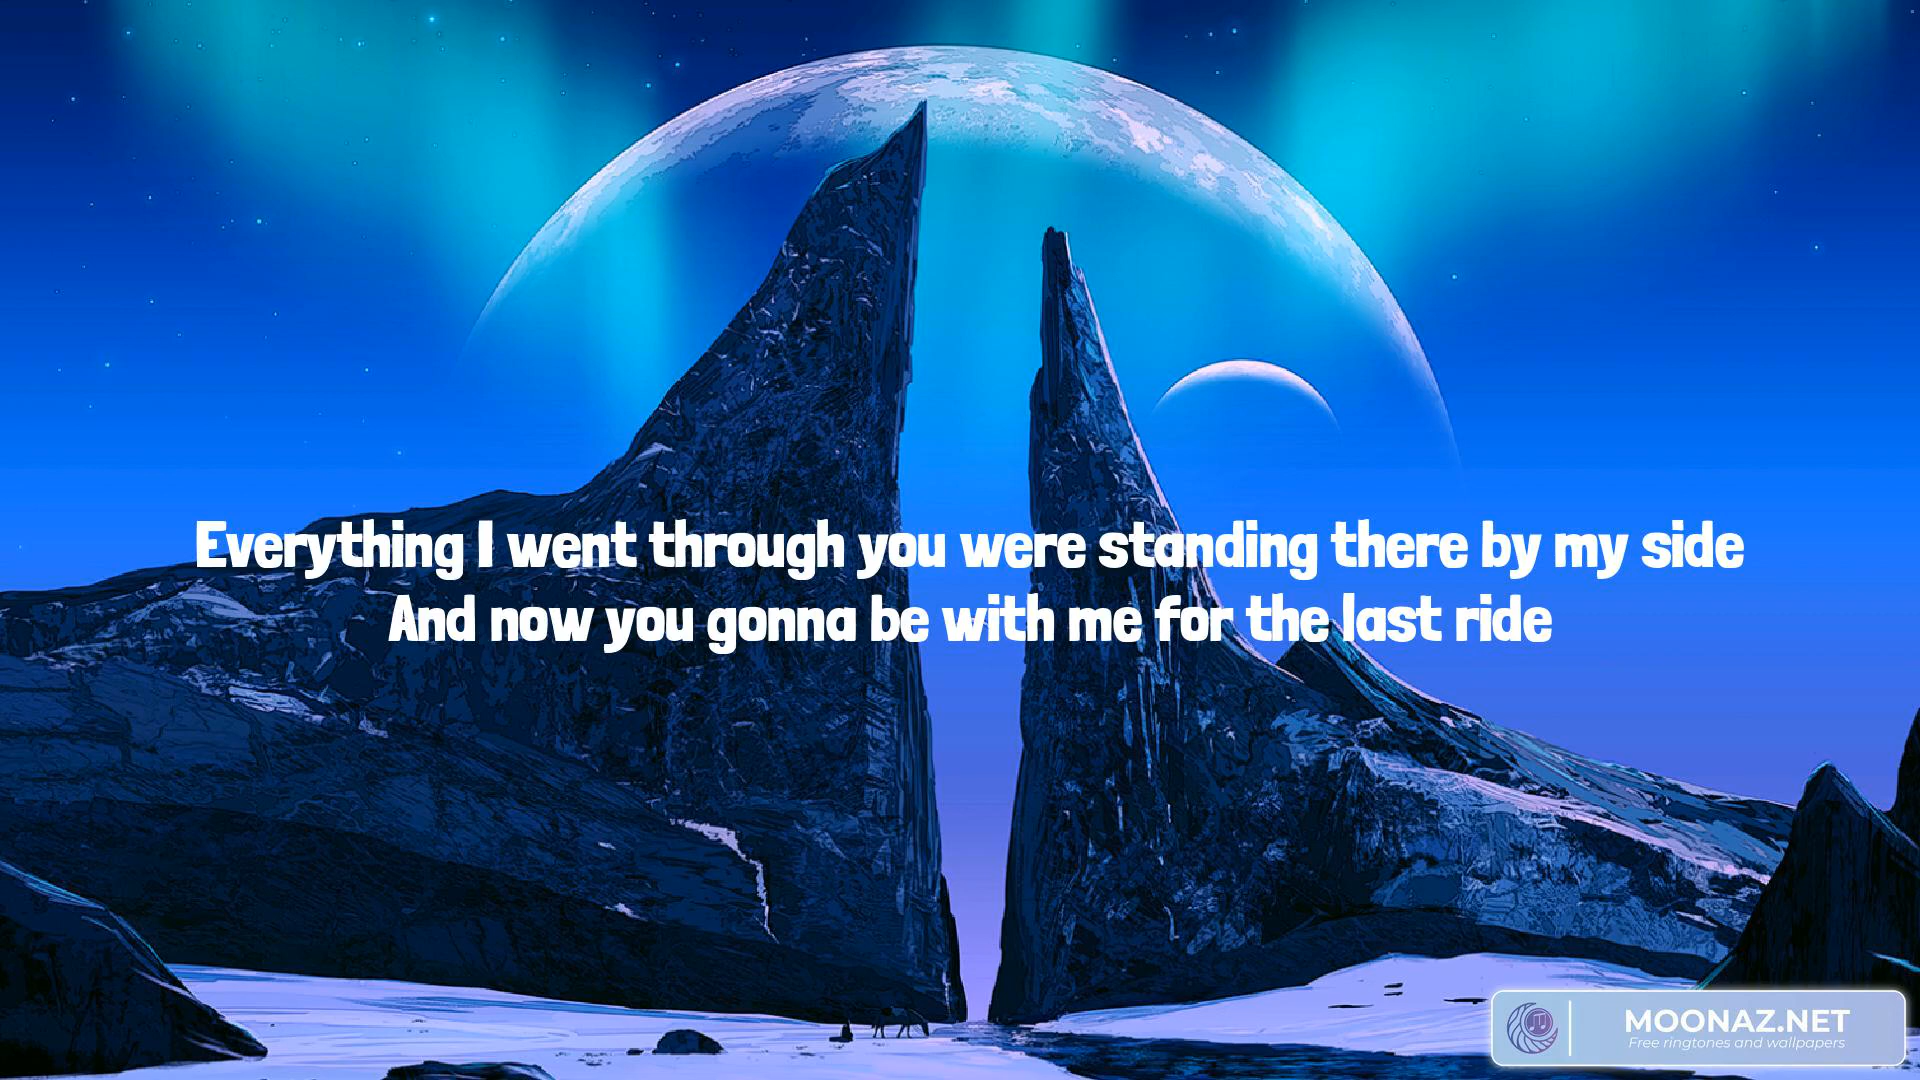 Everything I went through you were standing there by my side
And now you gonna be with me for the last ride
MOONAZ.NET
Free ringtones and wallpapers